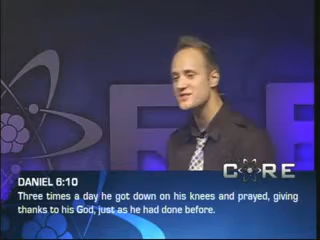 CORE
DANIEL 6:10
Three times a day he got down on his knees and prayed, giving
thanks to his God, just as he had done before.